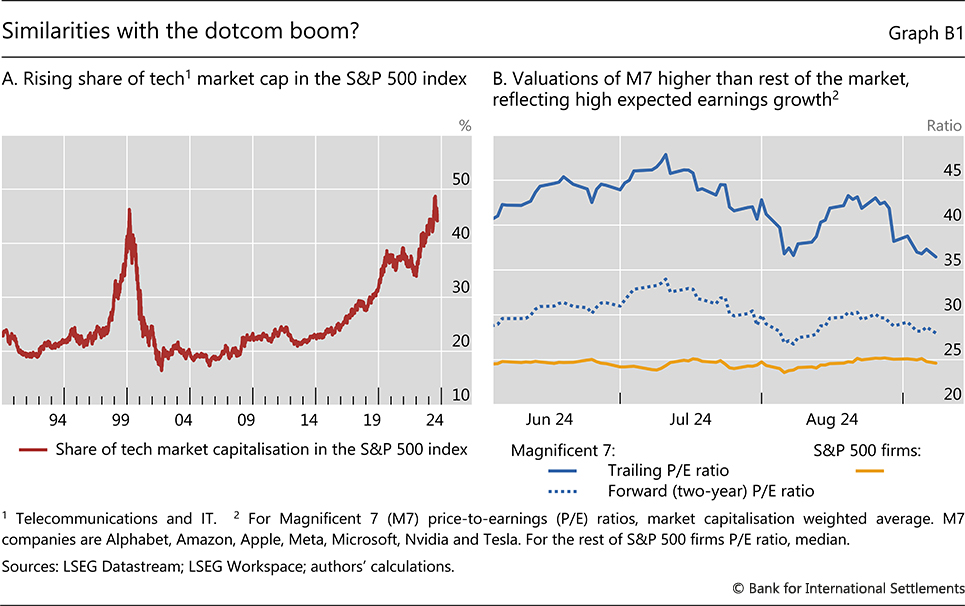 Similarities with the dotcom boom?
Graph B1
A. Rising share of tech¹ market cap in the S&P 500 index
B. Valuations of M7 higher than rest of the market,
reflecting high expected earnings growth²
%
50
40
30
20
10
94 99 04 09 14 19 24
Share of tech market capitalisation in the S&P 500 index
Ratio
45
40
35
30
25
20
Jun 24 Jul 24 Aug 24
Magnificent 7: S&P 500 firms:
Trailing P/E ratio
Forward (two-year) P/E ratio
¹ Telecommunications and IT. ² For Magnificent 7 (M7) price-to-earnings (P/E) ratios, market capitalisation weighted average. M7
companies are Alphabet, Amazon, Apple, Meta, Microsoft, Nvidia and Tesla. For the rest of S&P 500 firms P/E ratio, median.
Sources: LSEG Datastream; LSEG Workspace; authors' calculations.
© Bank for International Settlements